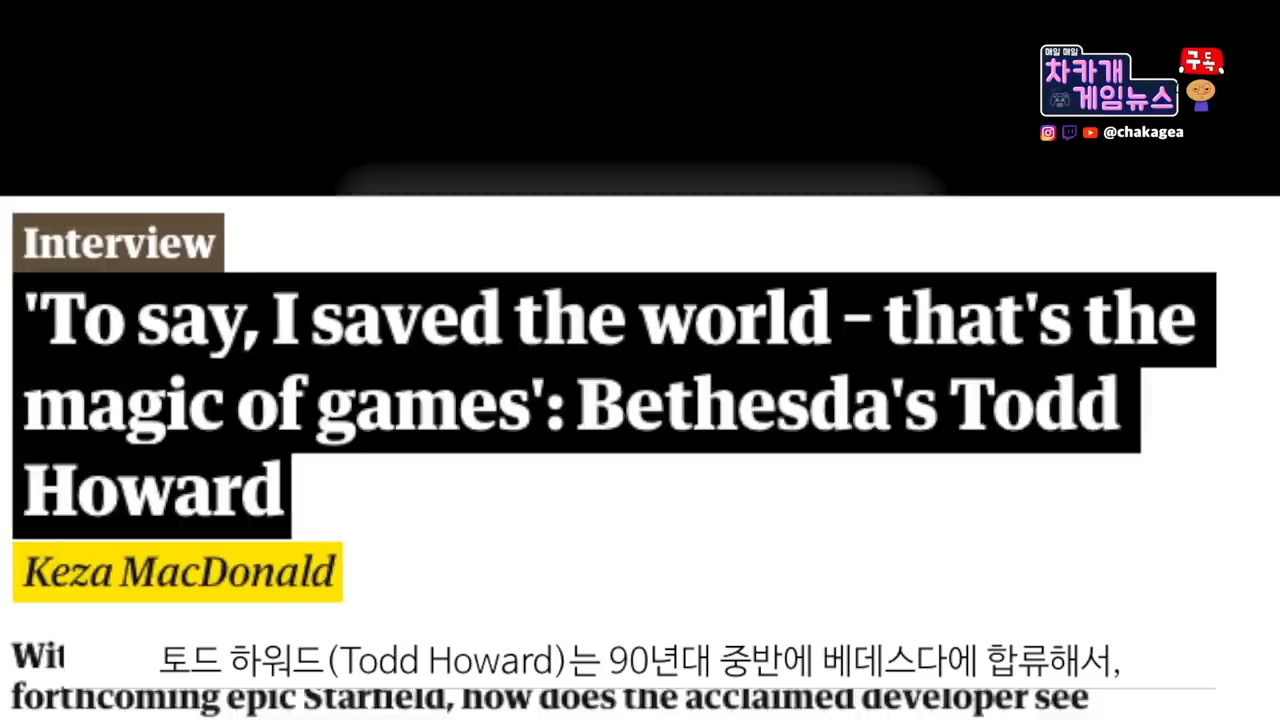 매일 매일
차카개
게임뉴스
구독
@chakagea
Interview
'To say, I saved the world – that's the
magic of games': Bethesda's Todd
Howard
Keza MacDonald
Wit
토드 하워드(Todd Howard)는 90년대 중반에 베데스다에 합류해서,
forthcoming epic Starfield, how does the acclaimed developer see